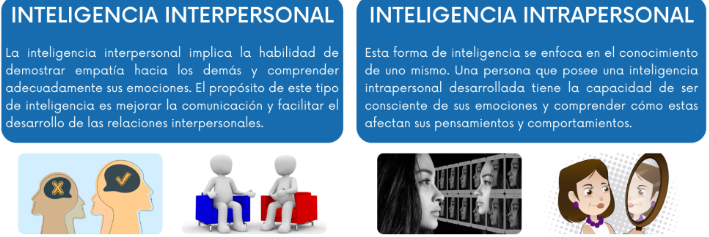 INTELIGENCIA INTERPERSONAL
La inteligencia interpersonal implica la habilidad de
demostrar empatía hacia los demás y comprender
adecuadamente sus emociones. El propósito de este tipo
de inteligencia es mejorar la comunicación y facilitar el
desarrollo de las relaciones interpersonales.
INTELIGENCIA INTRAPERSONAL
Esta forma de inteligencia se enfoca en el conocimiento
de uno mismo. Una persona que posee una inteligencia
intrapersonal desarrollada tiene la capacidad de ser
consciente de sus emociones y comprender cómo estas
afectan sus pensamientos y comportamientos.